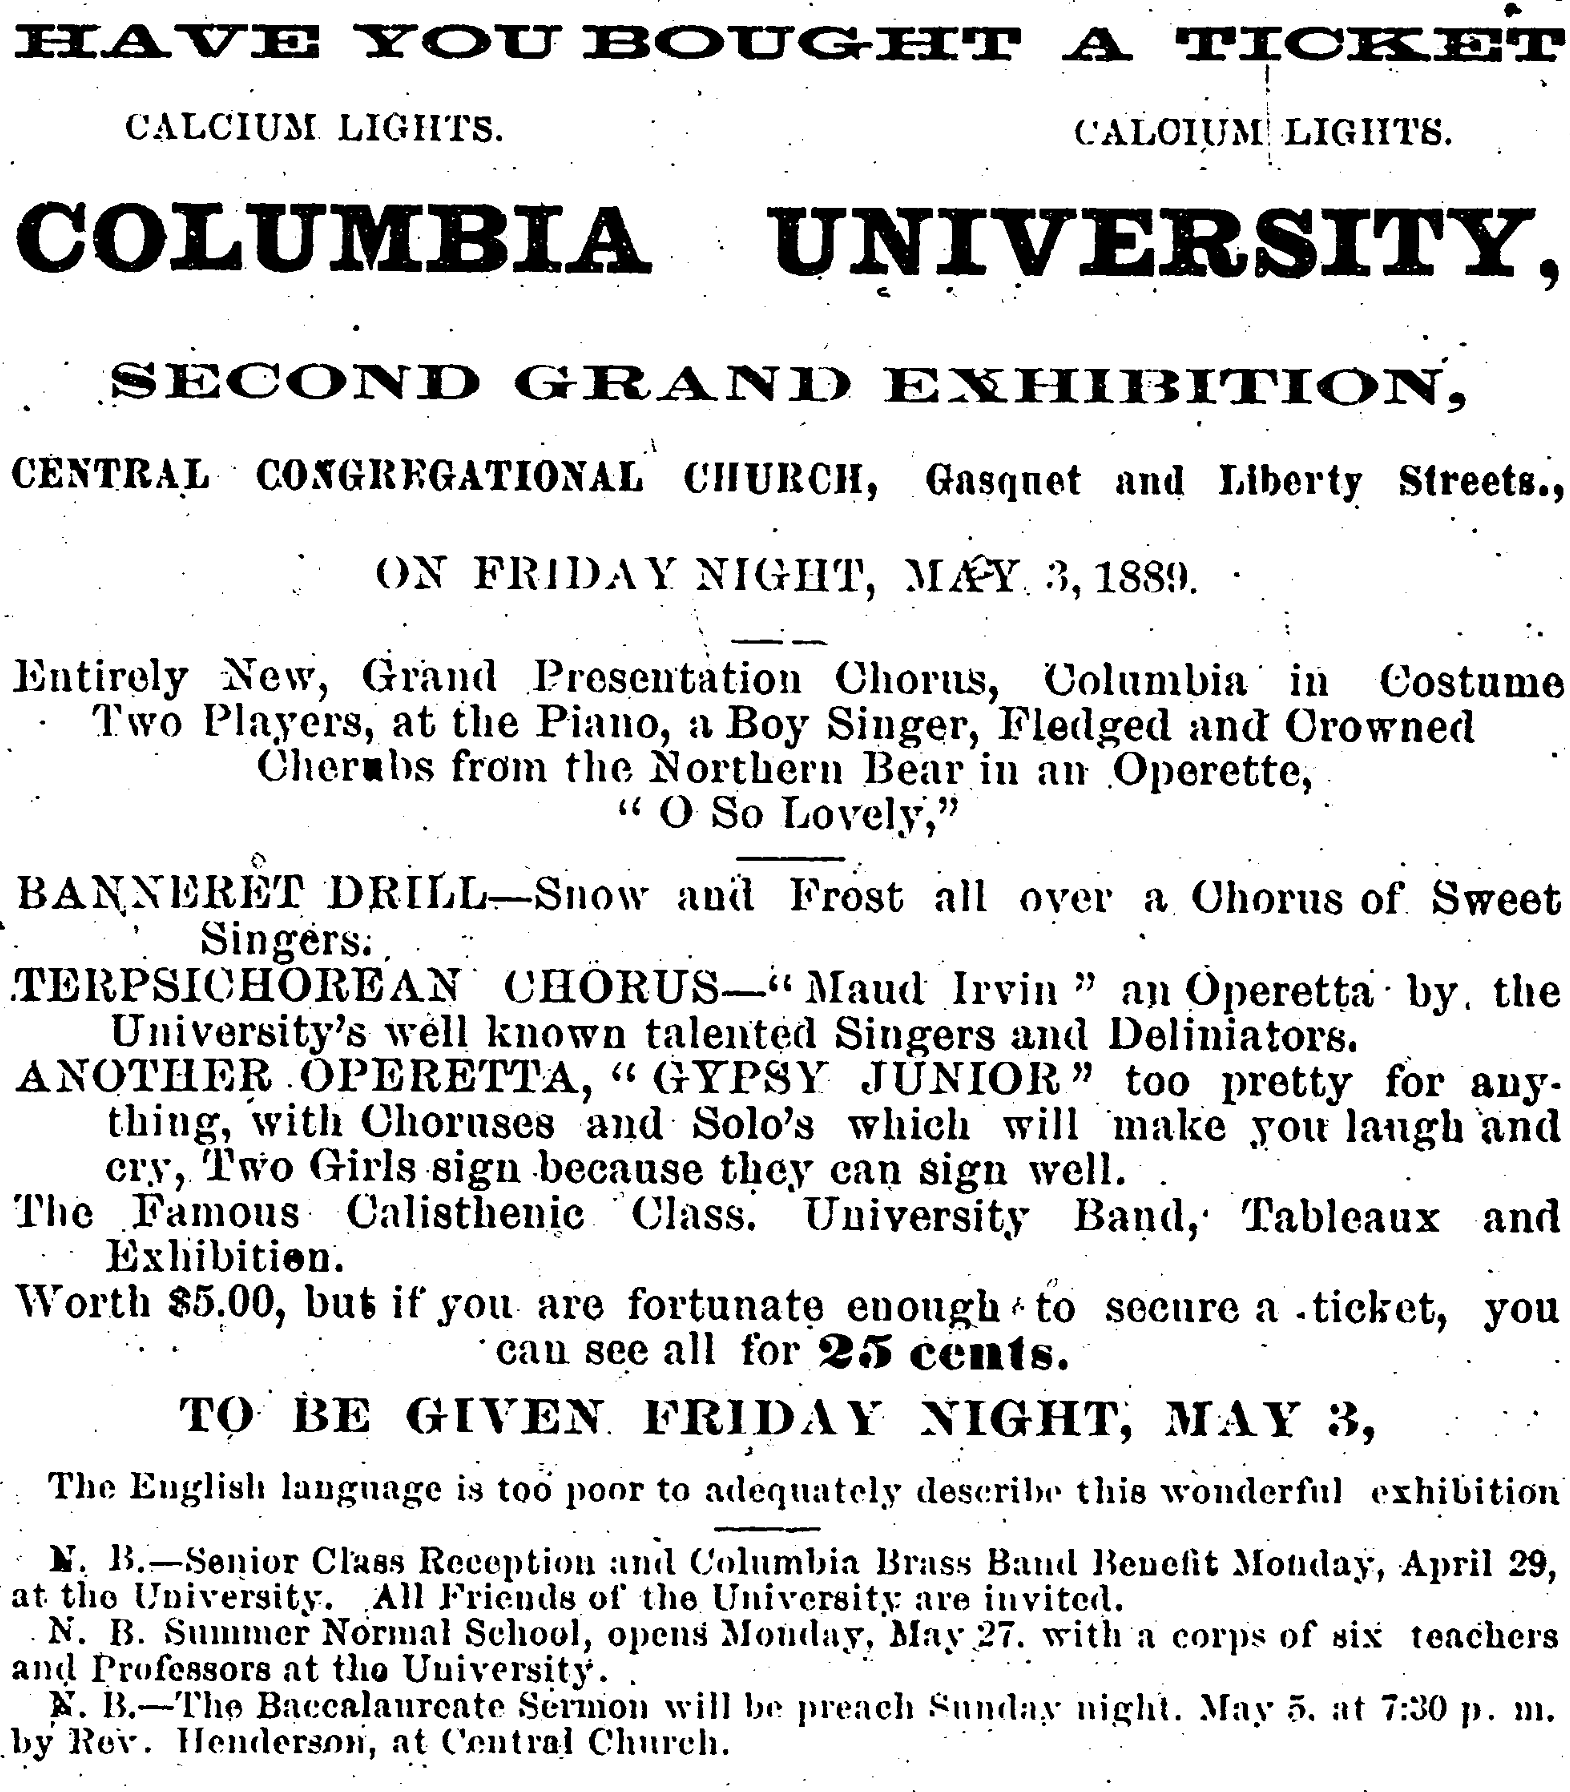 HAVE YOU BOUGHT A TICKET
CALCIUM LIGHTS. CALCIUM LIGHTS.
COLUMBIA UNIVERSITY,
SECOND GRAND EXHIBITION,
CENTRAL CONGREGATIONAL CHURCH, Gasquet and Liberty Streets.,
ON FRIDAY NIGHT, MAY 3, 1889.
Entirely New, Grand Presentation Chorus, Columbia in Costume
Two Players, at the Piano, a Boy Singer, Fledged and Crowned
Cherubs from the Northern Bear in an Operette,
“ O So Lovely,”
BANNERET DRILL—Snow and Frost all over a Chorus of Sweet
Singers.
TERPSICHOREAN CHORUS—“ Maud Irvin ” an Operetta by the
University's well known talented Singers and Deliniators.
ANOTHER OPERETTA, “ GYPSY JUNIOR ” too pretty for any-
thing, with Choruses and Solo's which will make you laugh and
cry, Two Girls sign because they can sign well.
The Famous Calisthenic Class. University Band, Tableaux and
Exhibition.
Worth $5.00, but if you are fortunate enough to secure a ticket, you
can see all for 25 cents.
TO BE GIVEN FRIDAY NIGHT, MAY 3,
The English language is too poor to adequately describe this wonderful exhibition
N. B.—Senior Class Reception and Columbia Brass Band Benefit Monday, April 29,
at the University. All Friends of the University are invited.
N. B. Summer Normal School, opens Monday, May 27. with a corps of six teachers
and Professors at the University.
N. B.—The Baccalaureate Sermon will be preach Sunday night. May 5. at 7:30 p. m.
by Rev. Henderson, at Central Church.